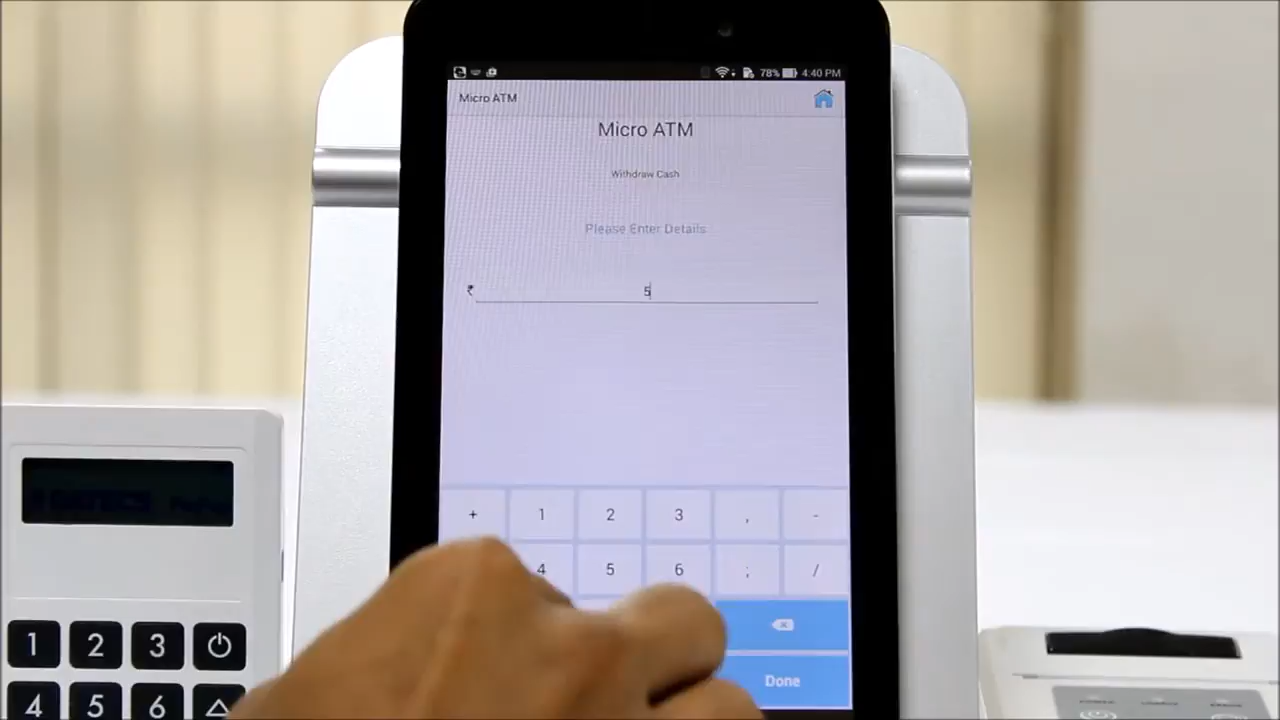 78% 4:40 PM
Micro ATM
Micro ATM
Withdraw Cash
Please Enter Details
₹ 5
+ 1 2 3 , -
4 5 6 ; /
Done
1 2 3
4 5 6